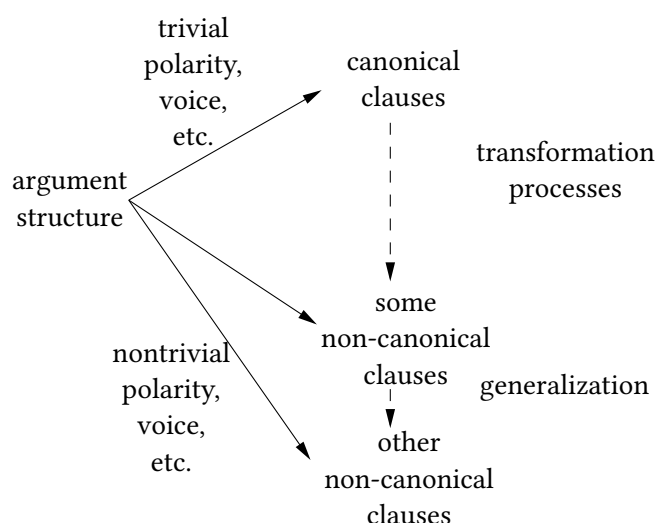 trivial
polarity,
voice,
etc.
canonical
clauses
transformation
processes
argument
structure
some
non-canonical
clauses
nontrivial
polarity,
voice,
etc.
generalization
other
non-canonical
clauses